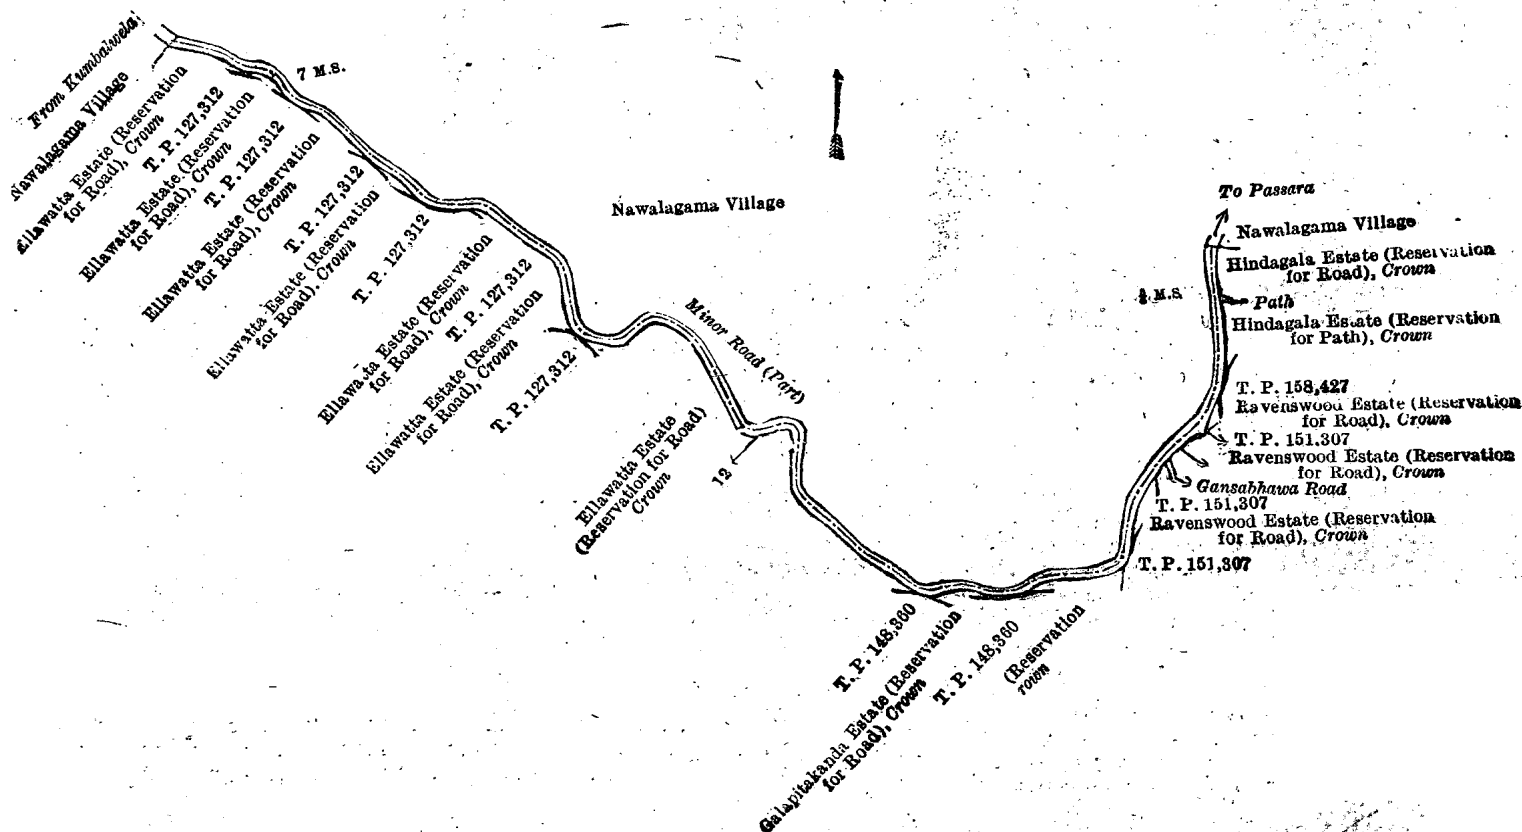 From Kumbalwela
Nawalagama Village
Ellawatta Estate (Reservation
for Road), Crown
T. P. 127,312
Ellawatta Estate (Reservation
for Road), Crown
T. P. 127,312
Ellawatta Estate (Reservation
for Road), Crown
T. P. 127,312
Ellawatta Estate (Reservation
for Road), Crown
T. P. 127,312
Ellawatta Estate (Reservation
for Road), Crown
T. P. 127,312
Ellawatta Estate (Reservation
for Road), Crown
T. P. 127,312
Ellawatta Estate
(Reservation for Road)
Crown
12
7 M.S.
Nawalagama Village
Minor Road (Part)
T. P. 148,360
Galapitakanda Estate (Reservation
for Road), Crown
T. P. 148,360
(Reservation
rown
To Passara
Nawalagama Village
Hindagala Estate (Reservation
for Road), Crown
M.S.
Path
Hindagala Estate (Reservation
for Path), Crown
T. P. 158,427
Ravenswood Estate (Reservation
for Road), Crown
T. P. 151,307
Ravenswood Estate (Reservation
for Road), Crown
Gansabhawa Road
T. P. 151,307
Ravenswood Estate (Reservation
for Road), Crown
T. P. 151,307